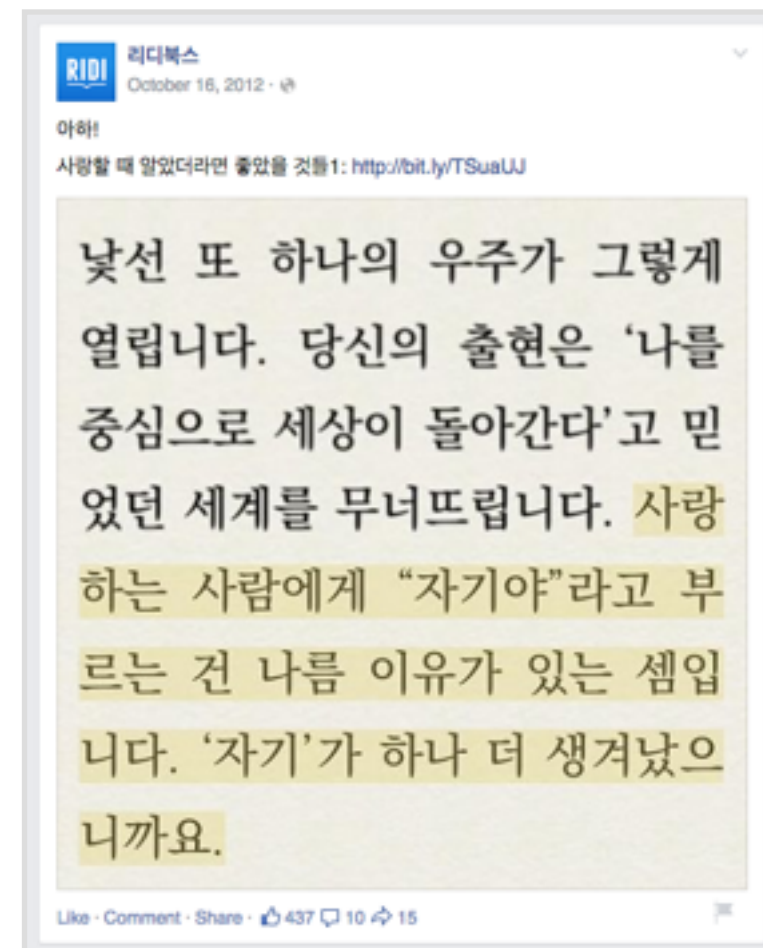 RIDI
리디북스
October 16, 2012 ·
아하!
사랑할 때 알았더라면 좋았을 것들1: http://bit.ly/TSuaUJ
낯선 또 하나의 우주가 그렇게
열립니다. 당신의 출현은 ‘나를
중심으로 세상이 돌아간다’고 믿
었던 세계를 무너뜨립니다. 사랑
하는 사람에게 “자기야”라고 부
르는 건 나름 이유가 있는 셈입
니다. ‘자기’가 하나 더 생겨났으
니까요.
Like · Comment · Share · 437 10 15